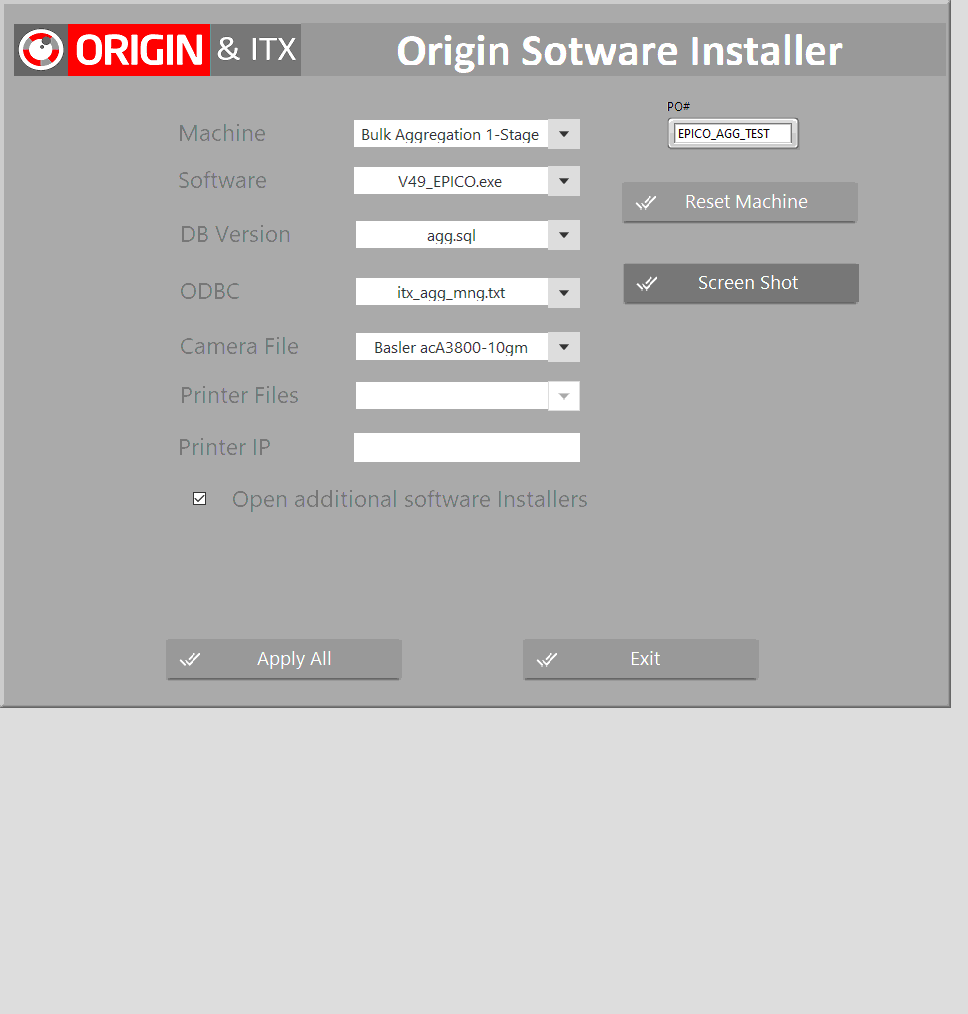 ORIGIN & ITX
Origin Sotware Installer
PO#
EPICO_AGG_TEST
Machine
Bulk Aggregation 1-Stage
Software
V49_EPICO.exe
Reset Machine
DB Version
agg.sql
ODBC
itx_agg_mng.txt
Screen Shot
Camera File
Basler acA3800-10gm
Printer Files
Printer IP
Open additional software Installers
Apply All
Exit